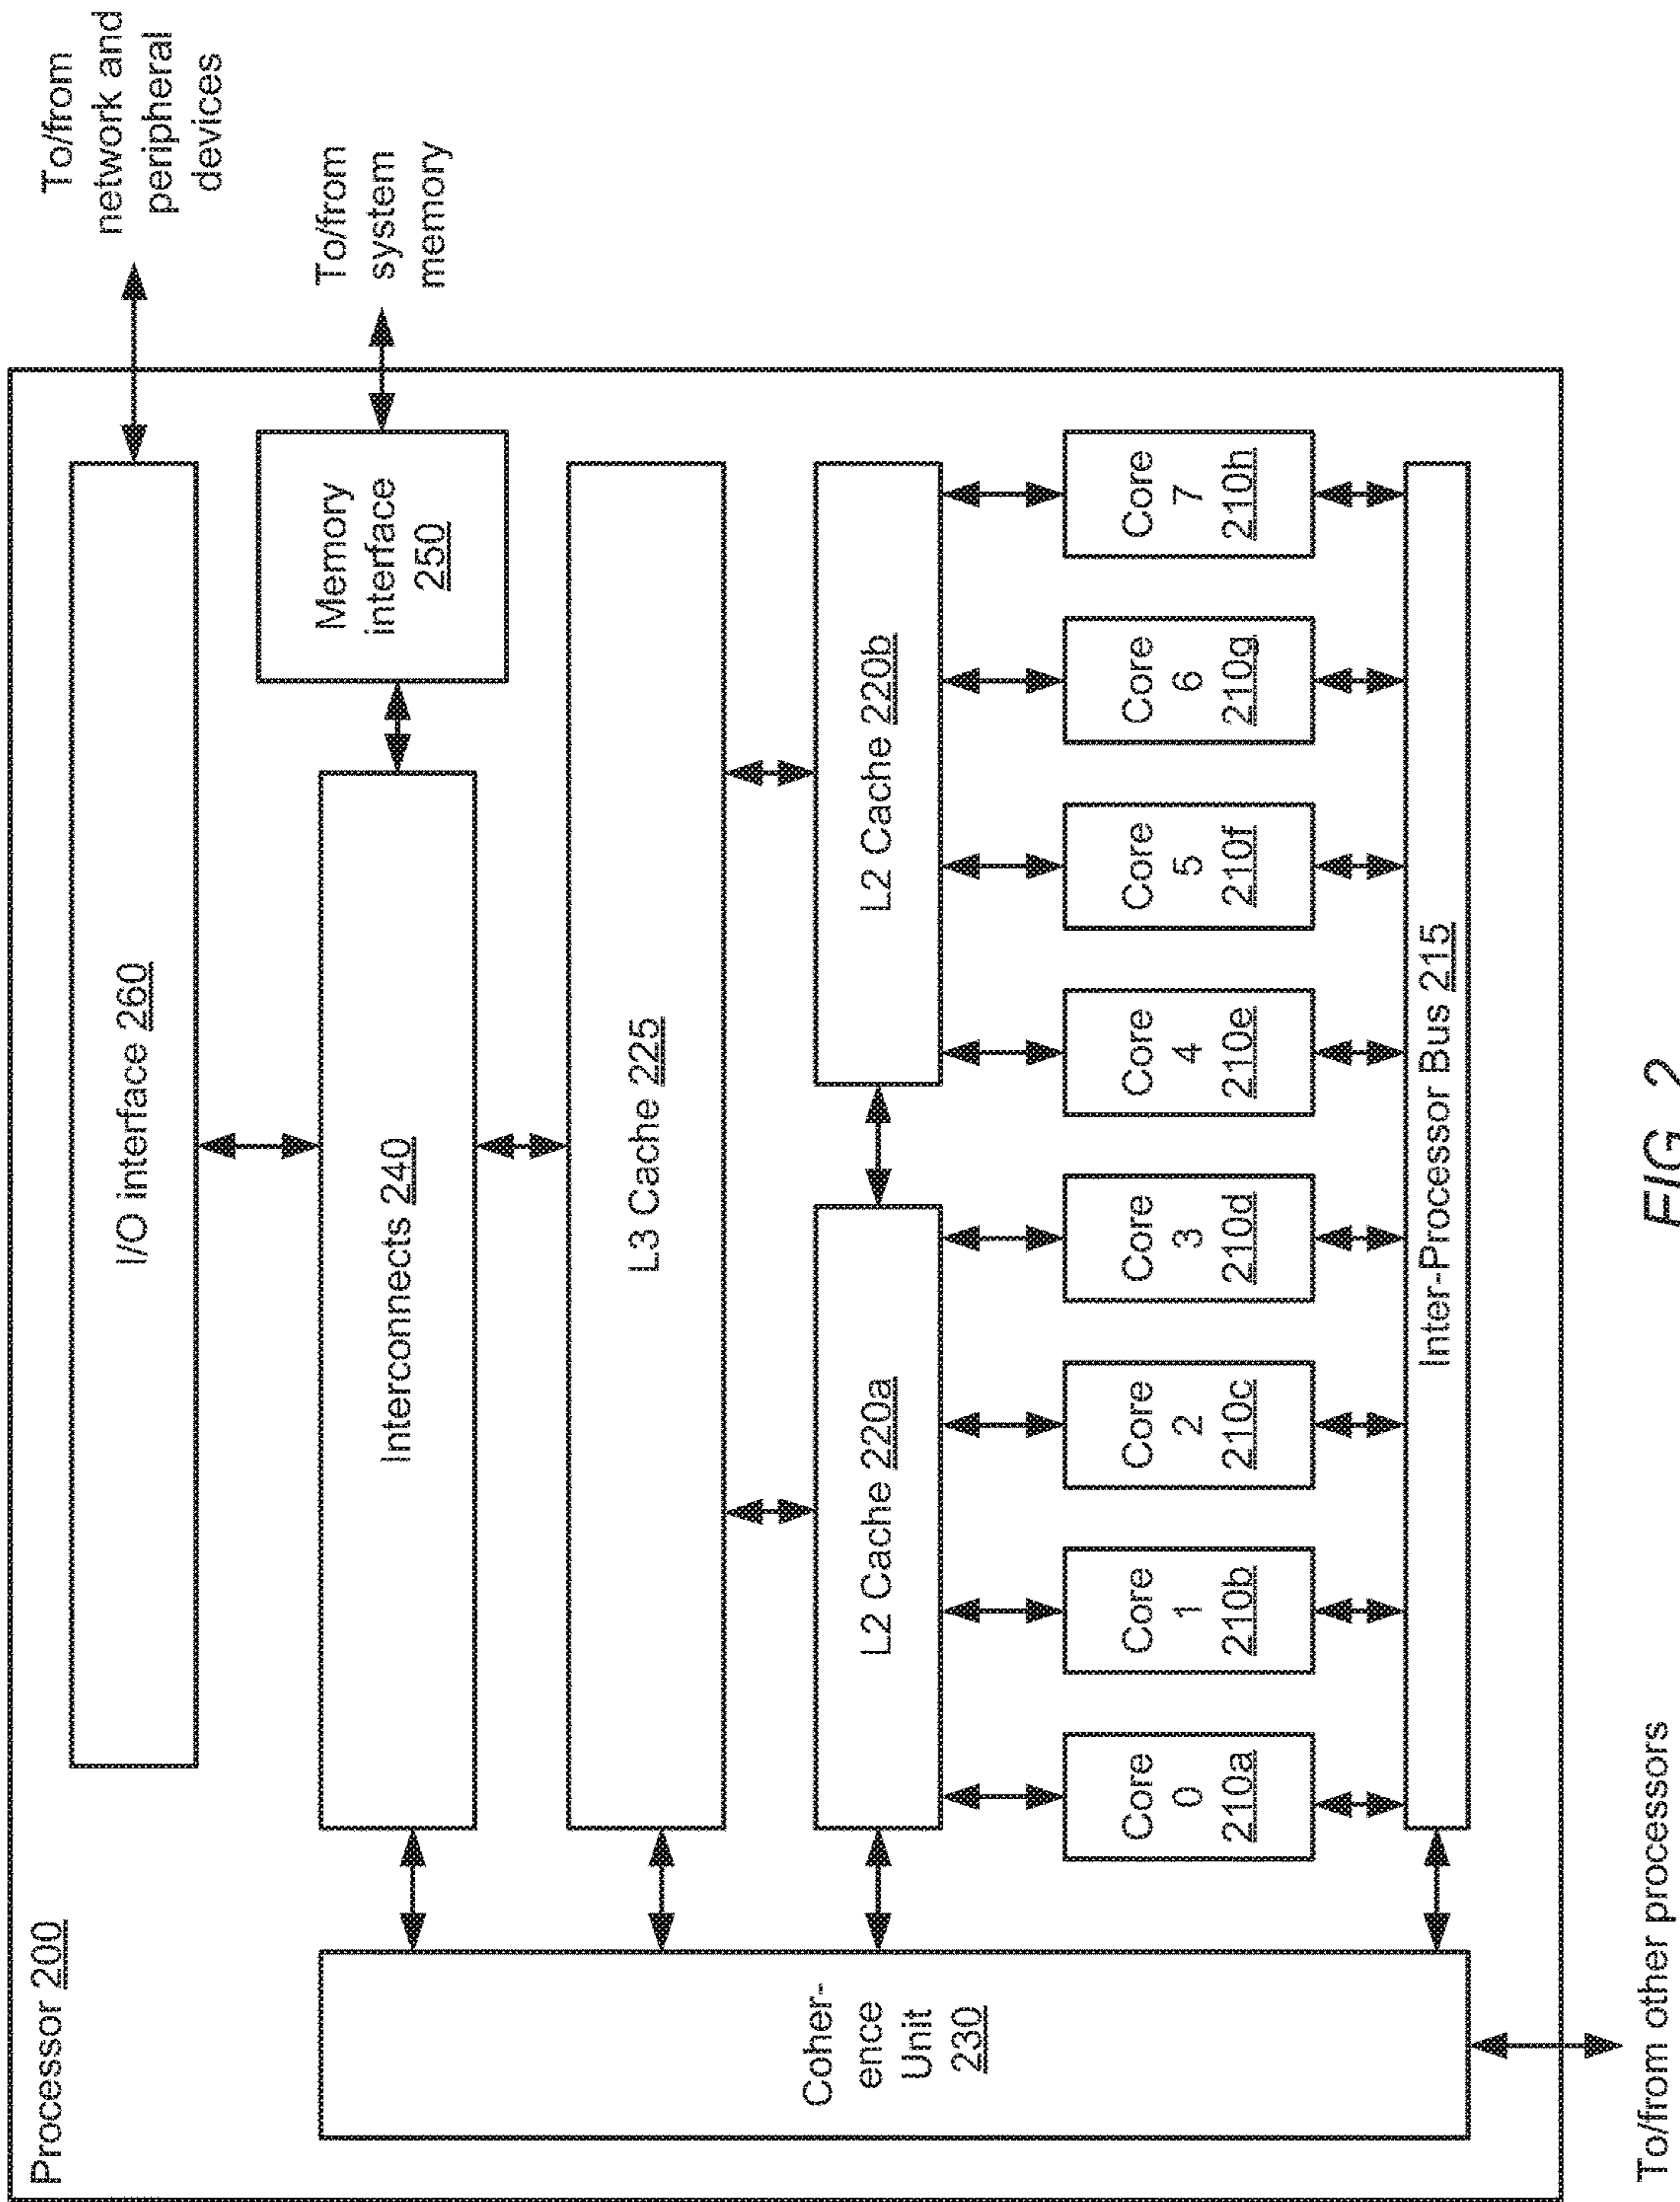 Processor 200
To/from
network and
peripheral
devices
I/O interface 260
To/from
system
memory
Memory
interface
250
Interconnects 240
L3 Cache 225
Coher-
ence
Unit
230
L2 Cache 220a
L2 Cache 220b
Core
0
210a
Core
1
210b
Core
2
210c
Core
3
210d
Core
4
210e
Core
5
210f
Core
6
210g
Core
7
210h
Inter-Processor Bus 215
To/from other processors
FIG. 2